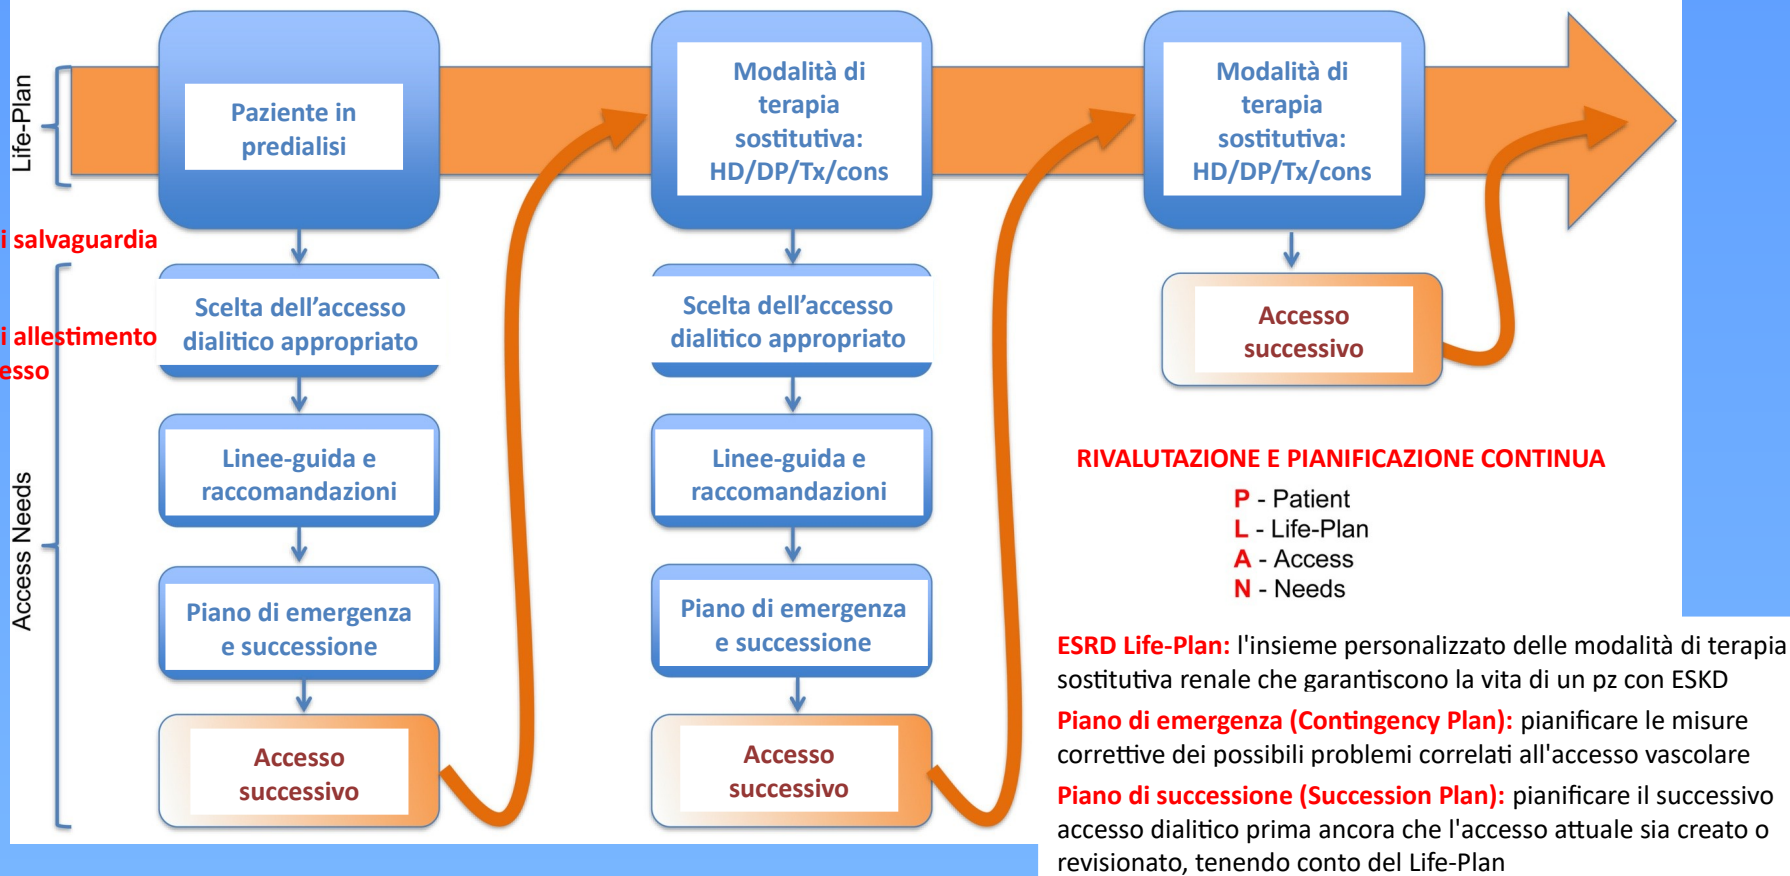 Life-Plan
Paziente in
predialisi
Modalità di
terapia
sostitutiva:
HD/DP/Tx/cons
Modalità di
terapia
sostitutiva:
HD/DP/Tx/cons
i salvaguardia
i allestimento
esso
Access Needs
Scelta dell'accesso
dialitico appropriato
Linee-guida e
raccomandazioni
Piano di emergenza
e successione
Accesso
successivo
Scelta dell'accesso
dialitico appropriato
Linee-guida e
raccomandazioni
Piano di emergenza
e successione
Accesso
successivo
Accesso
successivo
RIVALUTAZIONE E PIANIFICAZIONE CONTINUA
P - Patient
L - Life-Plan
A - Access
N - Needs
ESRD Life-Plan: l'insieme personalizzato delle modalità di terapia
sostitutiva renale che garantiscono la vita di un pz con ESKD
Piano di emergenza (Contingency Plan): pianificare le misure
correttive dei possibili problemi correlati all'accesso vascolare
Piano di successione (Succession Plan): pianificare il successivo
accesso dialitico prima ancora che l'accesso attuale sia creato o
revisionato, tenendo conto del Life-Plan